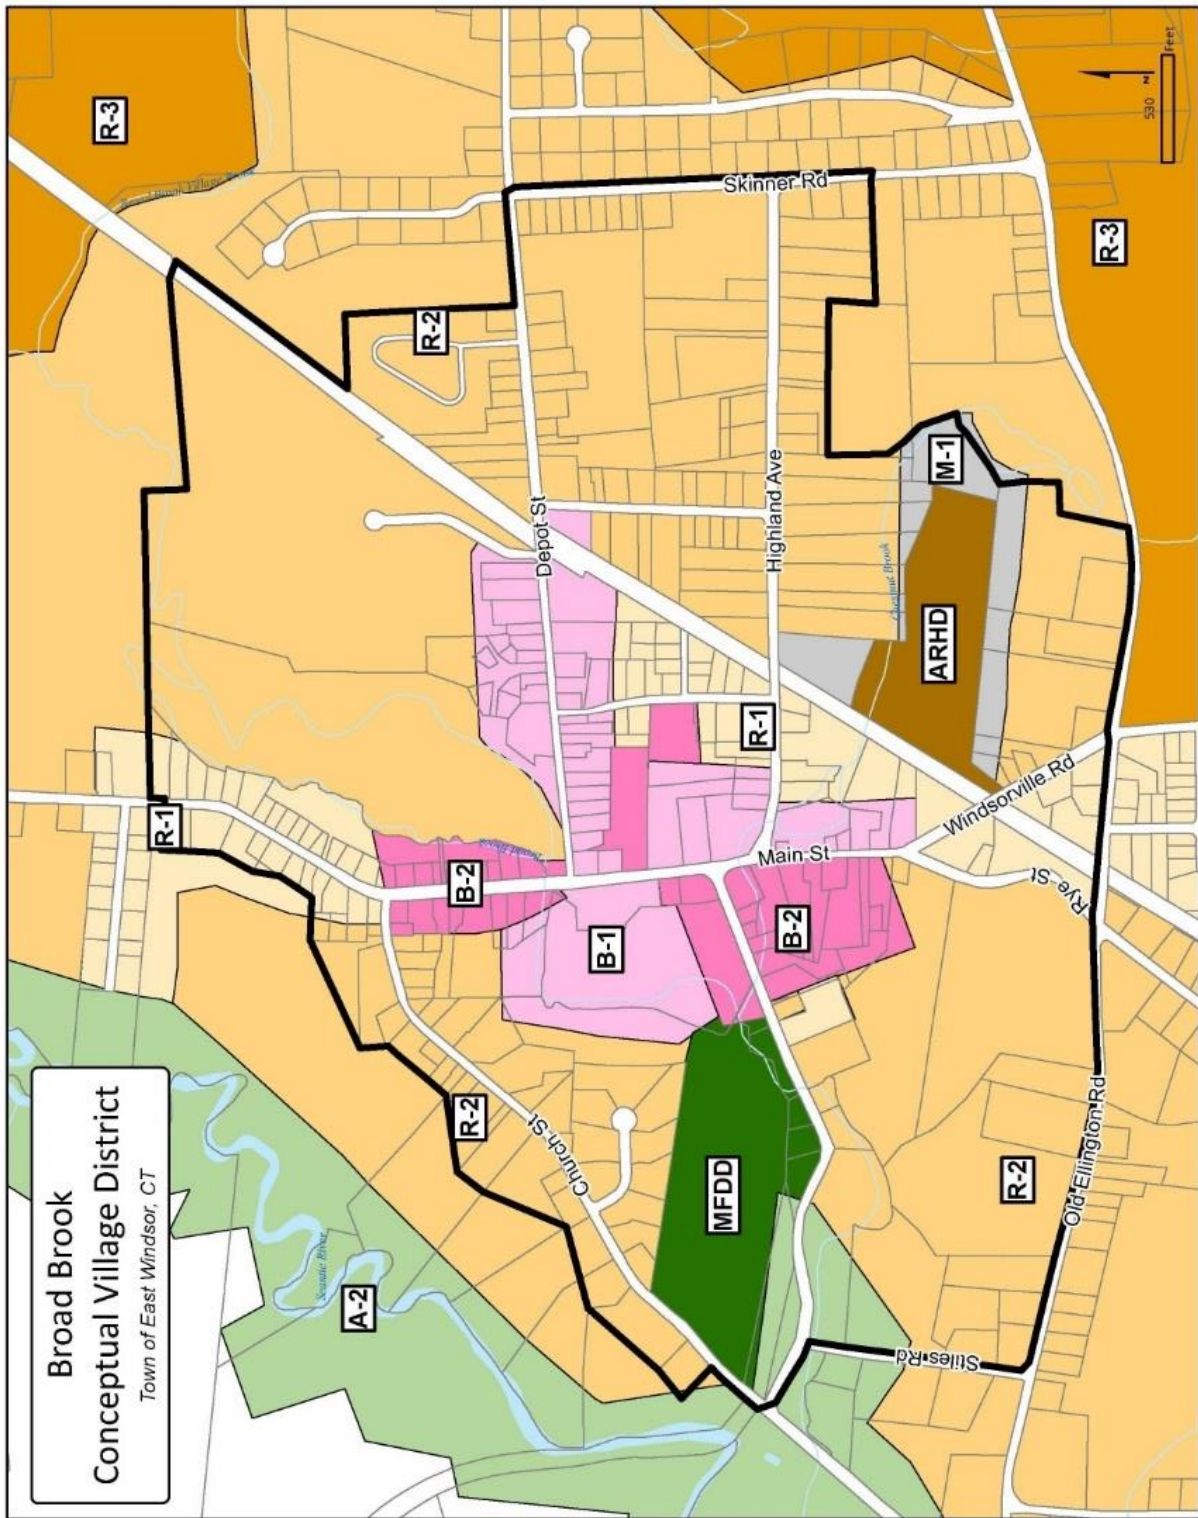 Broad Brook
Conceptual Village District
Town of East Windsor, CT
R-3
Skinner Rd
R-2
R-3
Depot St
Highland Ave
M-1
Chestnut Brook
ARHD
R-1
R-1
Windsorville Rd
Main St
B-2
Broad Brook
B-1
B-2
Rye St
Church St
R-2
MFDD
R-2
Old Ellington Rd
Stiles Rd
A-2
Scantic River
N
530
Feet